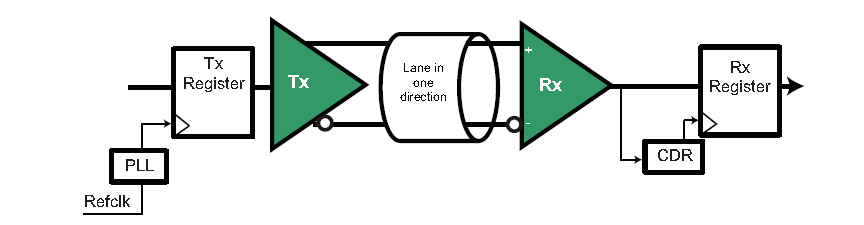 Tx
Register
Tx
Lane in
one
direction
+
-
Rx
Rx
Register
PLL
CDR
Refclk